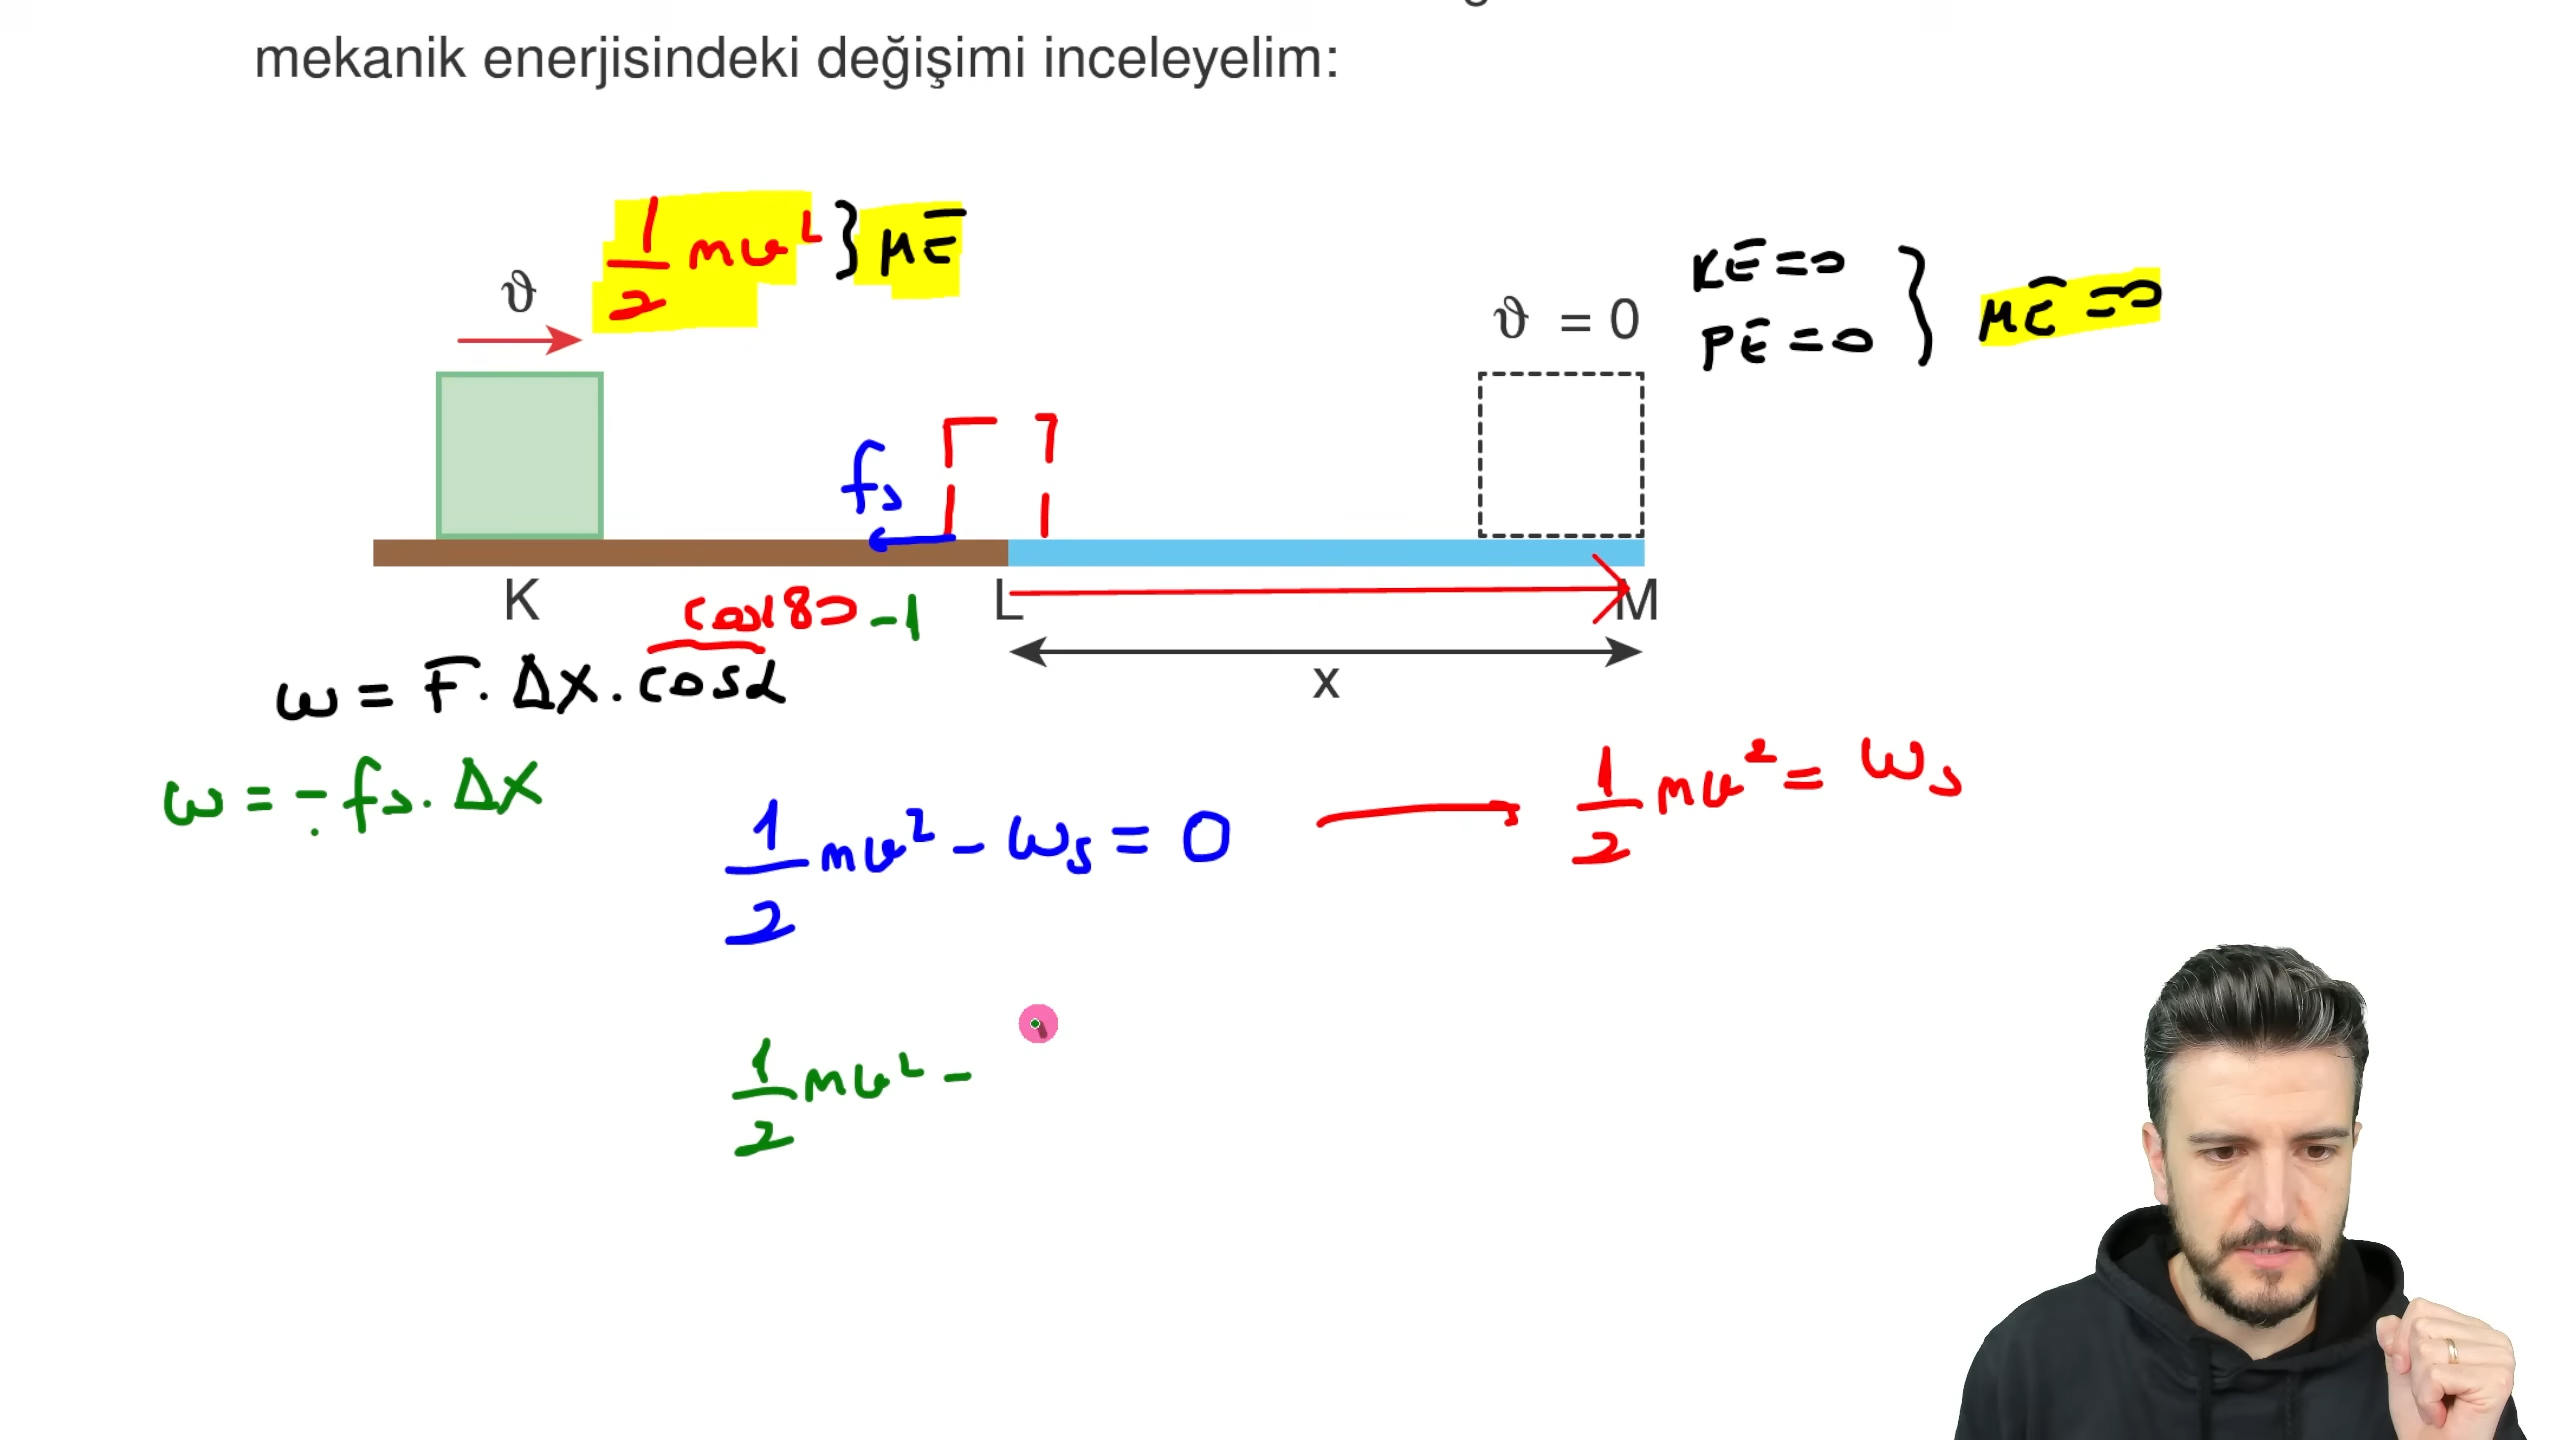 mekanik enerjisindeki değişimi inceleyelim:
1/2 mv² } ME
KE=0
PE=0 } ME=0
ϑ
ϑ = 0
fs
K
L
M
cos180 -1
x
W = F. Δx. cosα
W = - fs. Δx
1/2 mv² - Ws = 0
1/2 mv² = Ws
1/2 mv² -